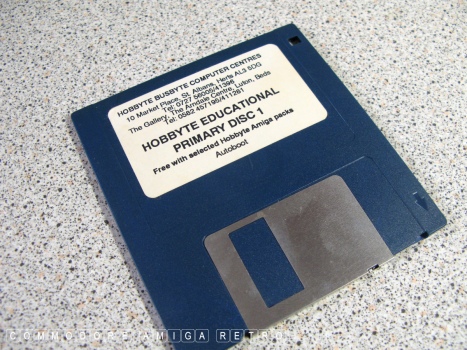 HOBBYTE BUSBYTE COMPUTER CENTRES
10 Market Place, St. Albans, Herts AL3 5DG
Tel: 0727 56005/41396
The Gallery, The Arndale Centre, Luton, Beds
Tel: 0582 457195/411281
HOBBYTE EDUCATIONAL
PRIMARY DISC 1
Free with selected Hobbyte Amiga packs
Autoboot
COMMODORE AMIGA RETRO